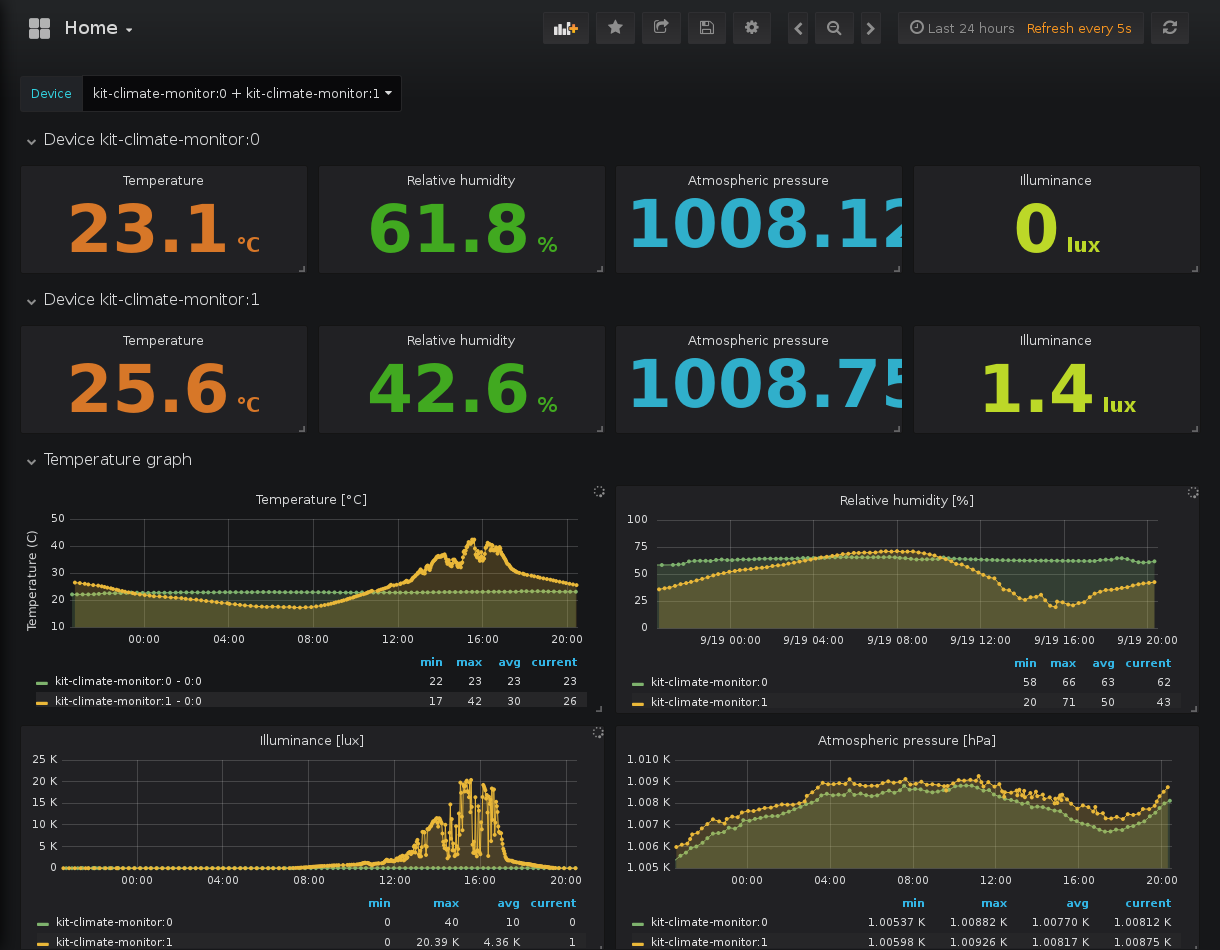 Home
Last 24 hours Refresh every 5s
Device kit-climate-monitor:0 + kit-climate-monitor:1
Device kit-climate-monitor:0
Temperature Relative humidity Atmospheric pressure Illuminance
23.1 °C 61.8 % 1008.12 0 lux
Device kit-climate-monitor:1
Temperature Relative humidity Atmospheric pressure Illuminance
25.6 °C 42.6 % 1008.75 1.4 lux
Temperature graph
Temperature [°C]
Temperature (C)
50
40
30
20
10
00:00 04:00 08:00 12:00 16:00 20:00
min max avg current
kit-climate-monitor:0 - 0:0 22 23 23 23
kit-climate-monitor:1 - 0:0 17 42 30 26
Relative humidity [%]
100
75
50
25
0
9/19 00:00 9/19 04:00 9/19 08:00 9/19 12:00 9/19 16:00 9/19 20:00
min max avg current
kit-climate-monitor:0 58 66 63 62
kit-climate-monitor:1 20 71 50 43
Illuminance [lux]
25 K
20 K
15 K
10 K
5 K
0
00:00 04:00 08:00 12:00 16:00 20:00
min max avg current
kit-climate-monitor:0 0 40 10 0
kit-climate-monitor:1 0 20.39 K 4.36 K 1
Atmospheric pressure [hPa]
1.010 K
1.009 K
1.008 K
1.007 K
1.006 K
1.005 K
00:00 04:00 08:00 12:00 16:00 20:00
min max avg current
kit-climate-monitor:0 1.00537 K 1.00882 K 1.00770 K 1.00812 K
kit-climate-monitor:1 1.00598 K 1.00926 K 1.00817 K 1.00875 K